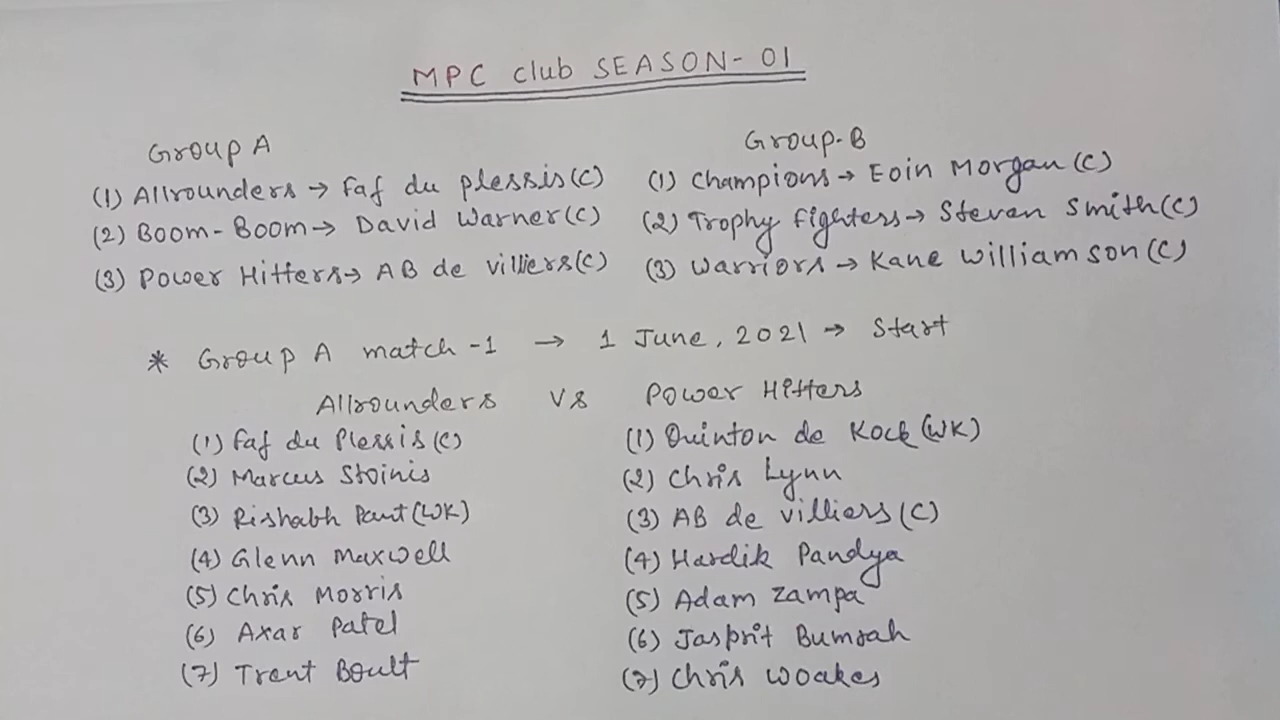 MPC club SEASON-01
Group A
(1) Allrounders → Faf du plessis(C)
(2) Boom-Boom → David Warner(C)
(3) Power Hitters → AB de villiers(C)
Group-B
(1) Champions → Eoin Morgan(C)
(2) Trophy fighters → Steven Smith(C)
(3) Warriors → Kane Williamson(C)
* Group A match-1 → 1 June, 2021 → Start
Allrounders VS Power Hitters
(1) Faf du Plessis(C)
(2) Marcus Stoinis
(3) Rishabh Pant(WK)
(4) Glenn Maxwell
(5) Chris Morris
(6) Axar Patel
(7) Trent Boult
(1) Quinton de Kock(WK)
(2) Chris Lynn
(3) AB de villiers(C)
(4) Hardik Pandya
(5) Adam Zampa
(6) Jasprit Bumrah
(7) Chris Woakes